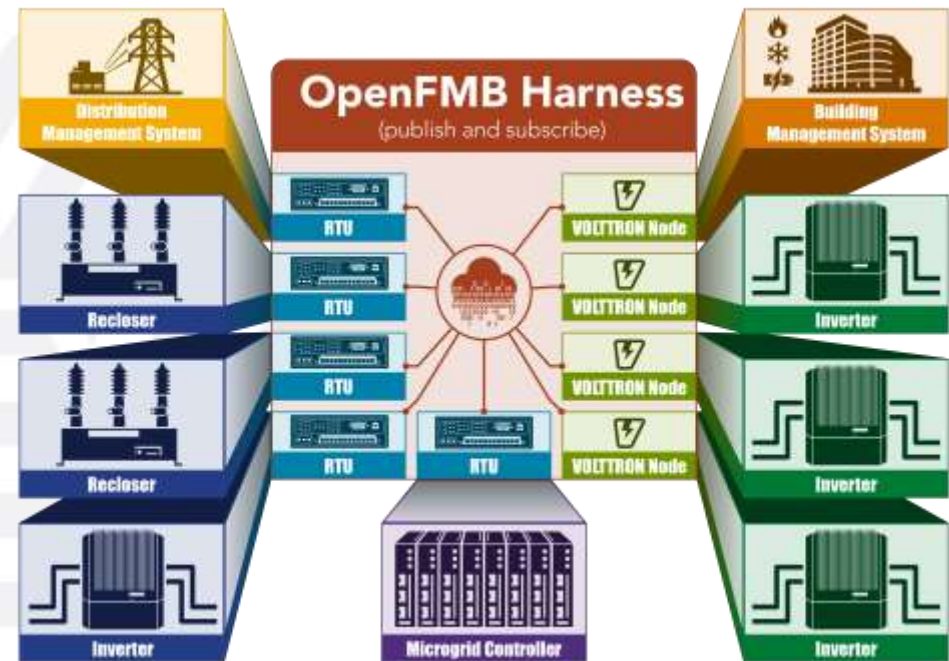 Distribution
Management System
OpenFMB Harness
(publish and subscribe)
Building
Management System
RTU
VOLTTRON Node
Recloser
RTU
VOLTTRON Node
Inverter
RTU
VOLTTRON Node
Recloser
RTU
RTU
VOLTTRON Node
Inverter
Inverter
Microgrid Controller
Inverter